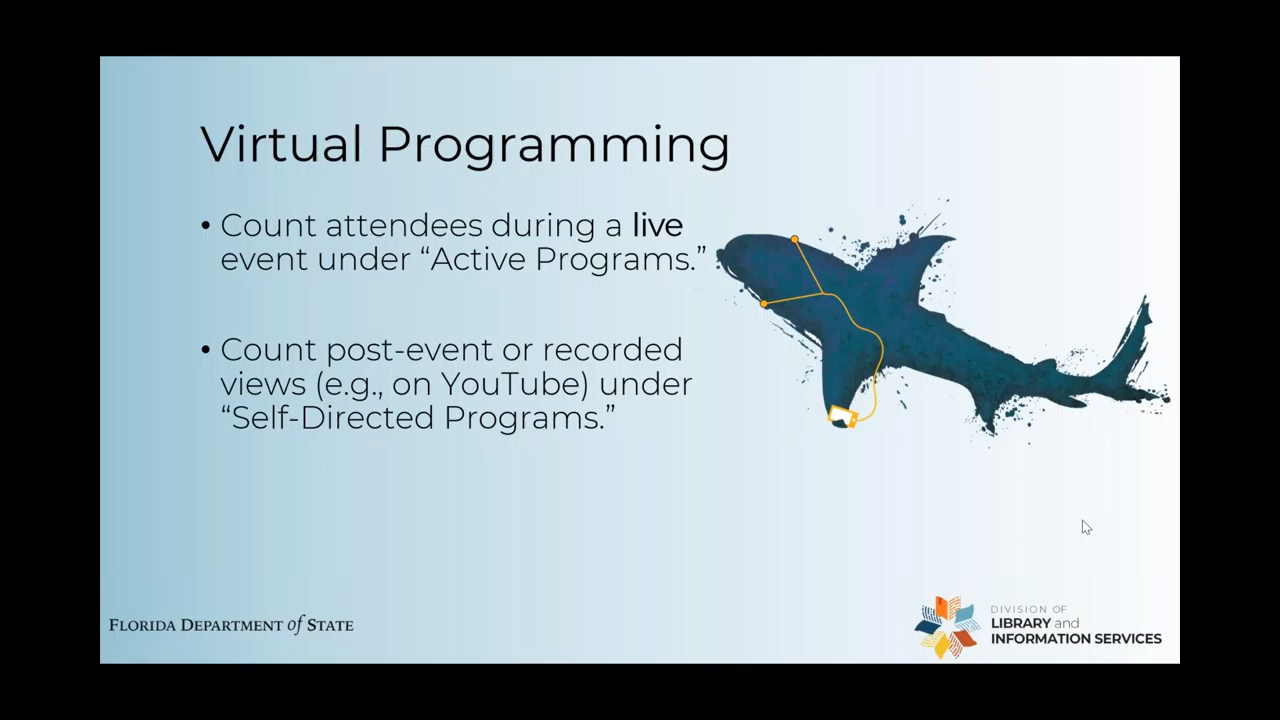 Virtual Programming
• Count attendees during a live
event under “Active Programs.”
• Count post-event or recorded
views (e.g., on YouTube) under
“Self-Directed Programs.”
FLORIDA DEPARTMENT of STATE
DIVISION OF
LIBRARY and
INFORMATION SERVICES